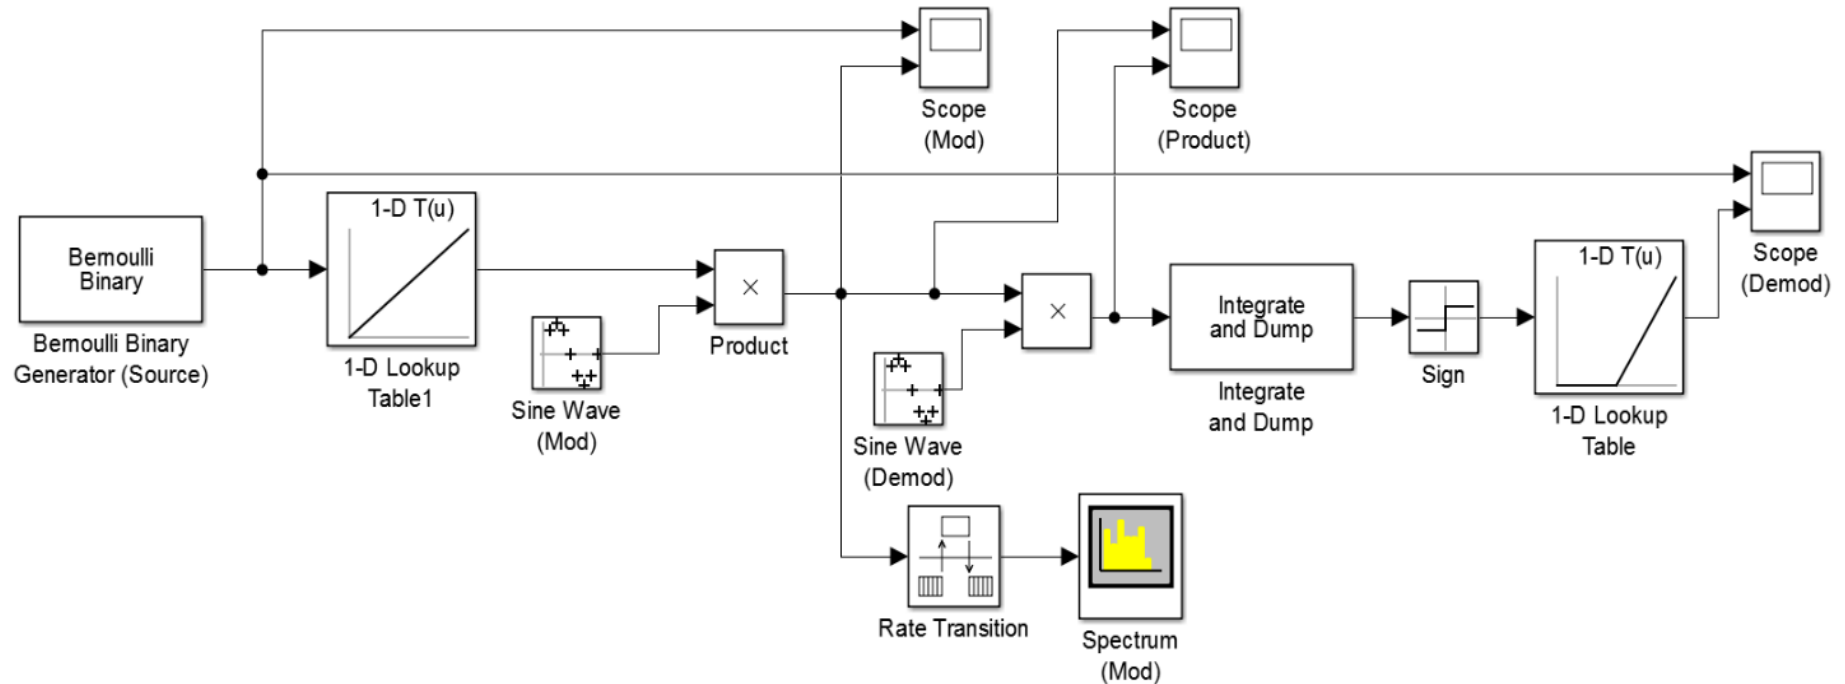 Scope
(Mod)
Scope
(Product)
1-D T(u)
Bernoulli
Binary
Bernoulli Binary
Generator (Source)
1-D Lookup
Table1
Sine Wave
(Mod)
×
Product
Sine Wave
(Demod)
×
Integrate
and Dump
Integrate
and Dump
Sign
1-D T(u)
1-D Lookup
Table
Scope
(Demod)
Rate Transition
Spectrum
(Mod)